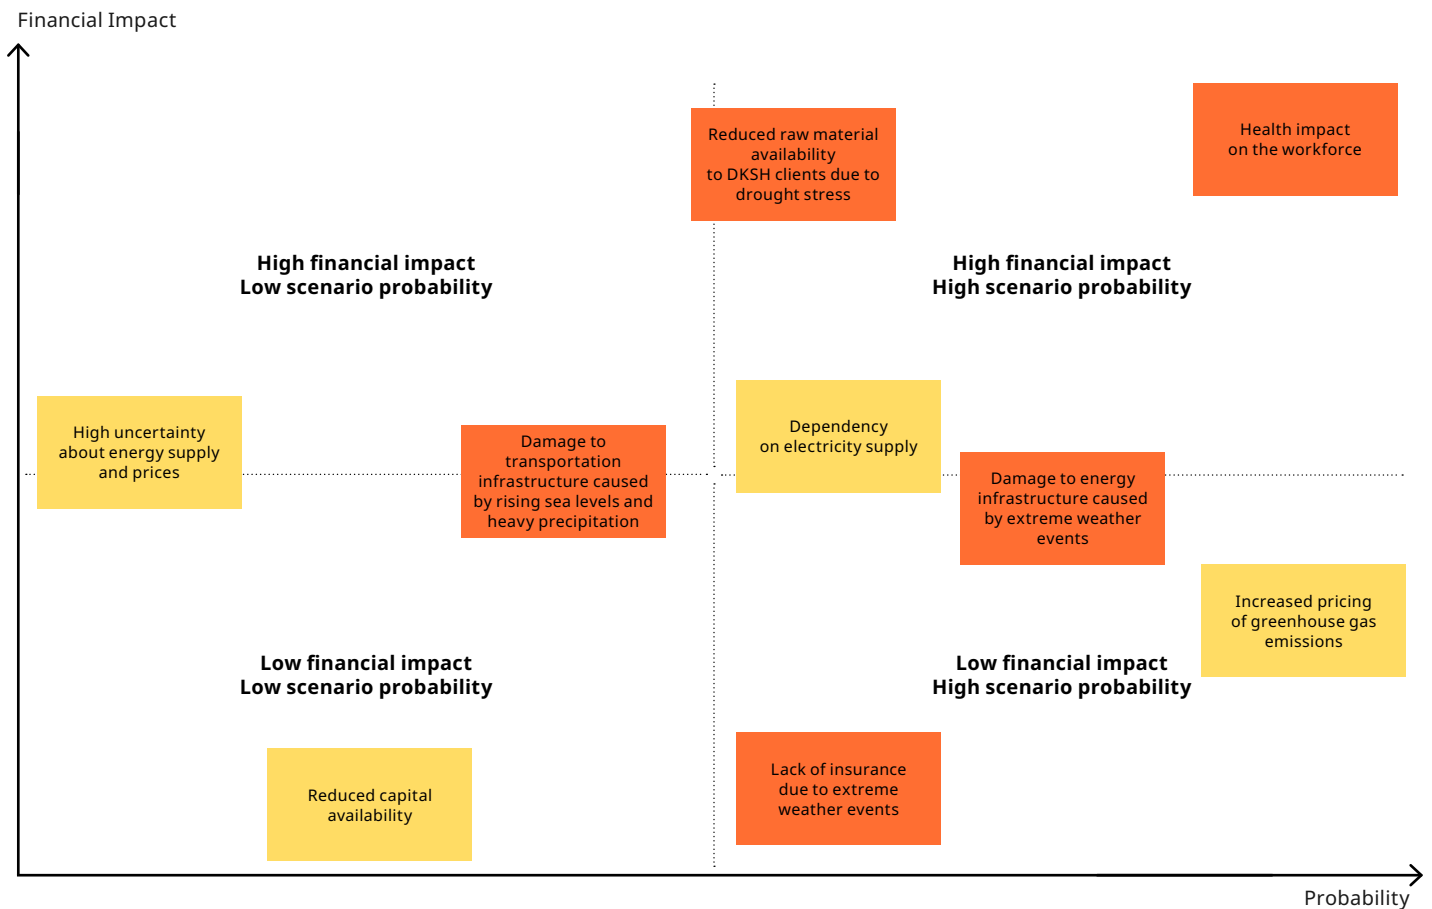 Financial Impact
Reduced raw material
availability
to DKSH clients due to
drought stress
Health impact
on the workforce
High financial impact
Low scenario probability
High financial impact
High scenario probability
High uncertainty
about energy supply
and prices
Damage to
transportation
infrastructure caused
by rising sea levels and
heavy precipitation
Dependency
on electricity supply
Damage to energy
infrastructure caused
by extreme weather
events
Increased pricing
of greenhouse gas
emissions
Low financial impact
Low scenario probability
Low financial impact
High scenario probability
Reduced capital
availability
Lack of insurance
due to extreme
weather events
Probability